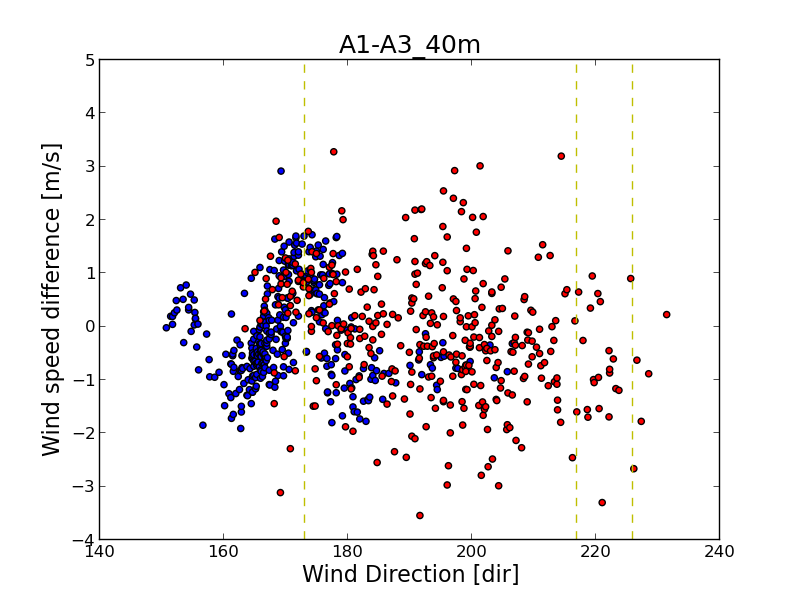 A1-A3_40m
Wind speed difference [m/s]
5
4
3
2
1
0
−1
−2
−3
−4
140 160 180 200 220 240
Wind Direction [dir]